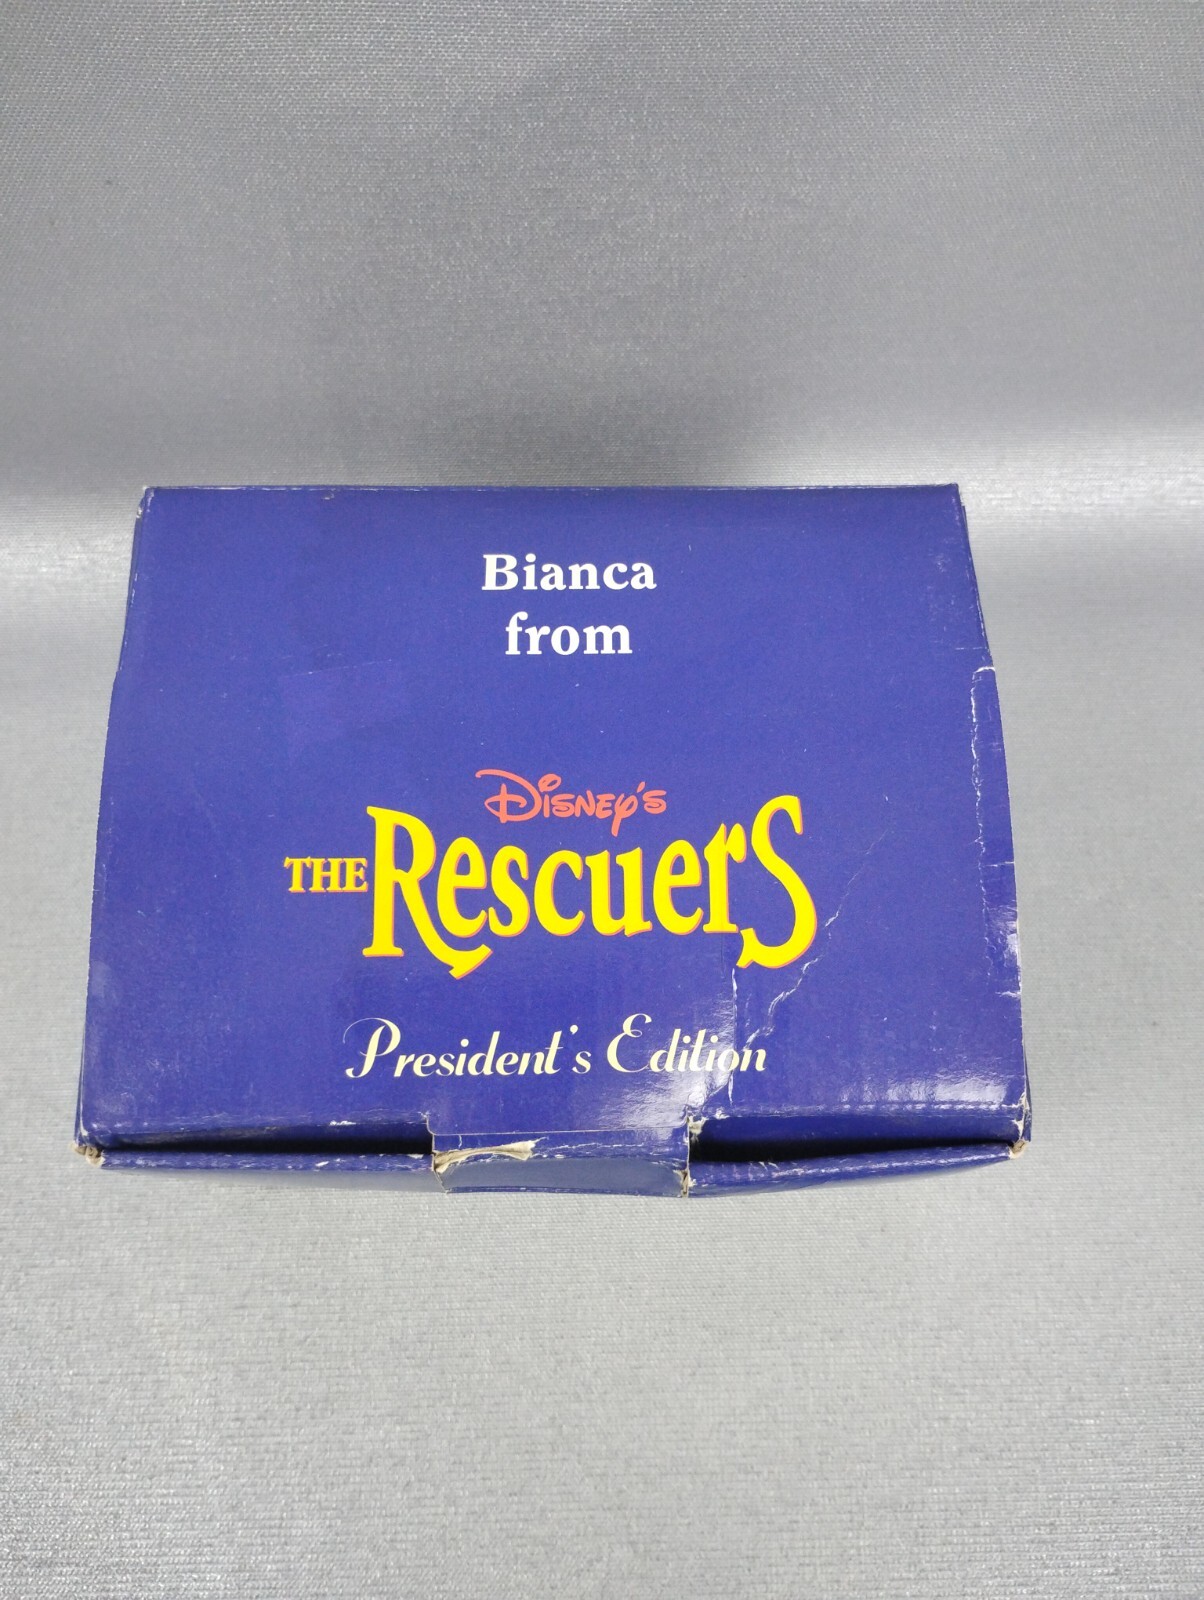 Bianca
from
Disney's
THE Rescuers
President's Edition